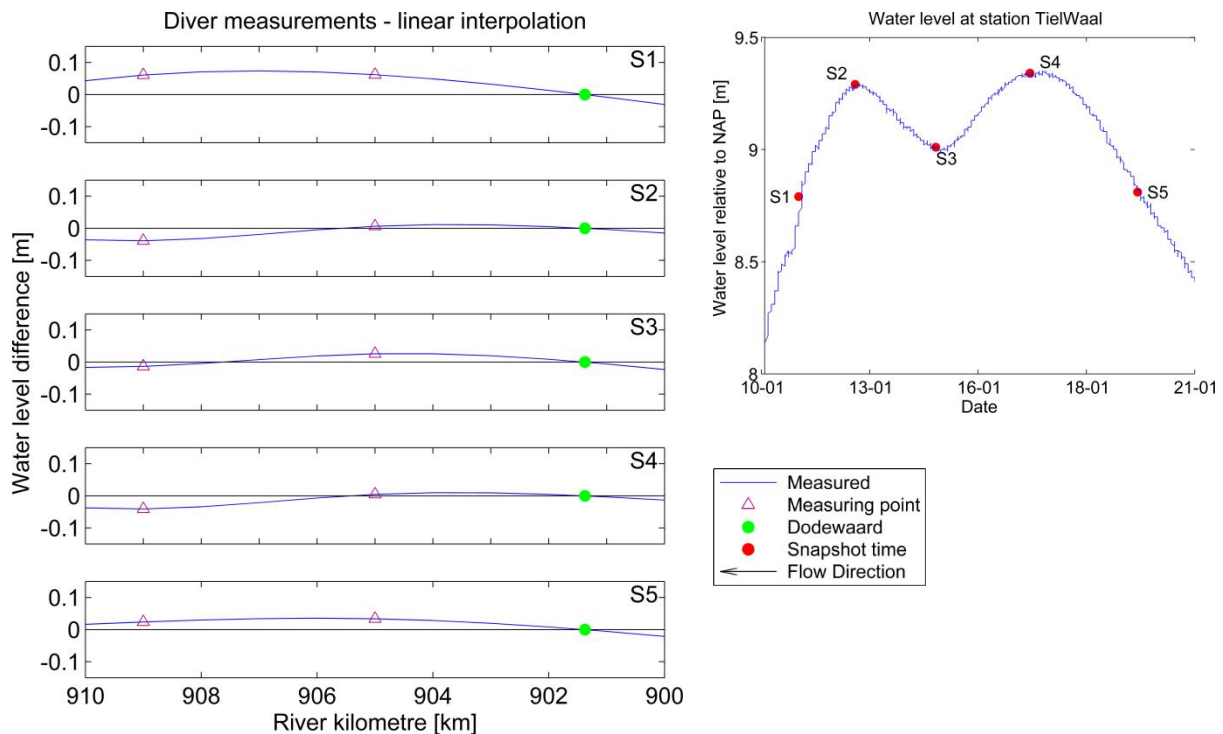 Diver measurements - linear interpolation
Water level difference [m]
0.1
0
-0.1
S1
0.1
0
-0.1
S2
0.1
0
-0.1
S3
0.1
0
-0.1
S4
0.1
0
-0.1
S5
910 908 906 904 902 900
River kilometre [km]
Water level at station TielWaal
Water level relative to NAP [m]
9.5
9
8.5
8
S1
S2
S3
S4
S5
10-01 13-01 16-01 18-01 21-01
Date
Measured
Measuring point
Dodewaard
Snapshot time
Flow Direction